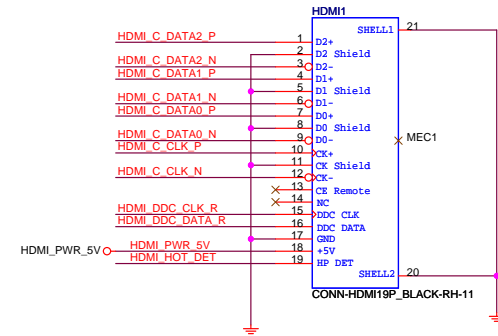 HDMI1
HDMI_C_DATA2_P 1 D2+ SHELL1 21
2 D2 Shield
HDMI_C_DATA2_N 3 D2-
HDMI_C_DATA1_P 4 D1+
5 D1 Shield
HDMI_C_DATA1_N 6 D1-
HDMI_C_DATA0_P 7 D0+
8 D0 Shield
HDMI_C_DATA0_N 9 D0- MEC1
HDMI_C_CLK_P 10 CK+
11 CK Shield
HDMI_C_CLK_N 12 CK-
13 CE Remote
14 NC
HDMI_DDC_CLK_R 15 DDC CLK
HDMI_DDC_DATA_R 16 DDC DATA
17 GND
HDMI_PWR_5V HDMI_PWR_5V 18 +5V
HDMI_HOT_DET 19 HP DET
SHELL2 20
CONN-HDMI19P_BLACK-RH-11